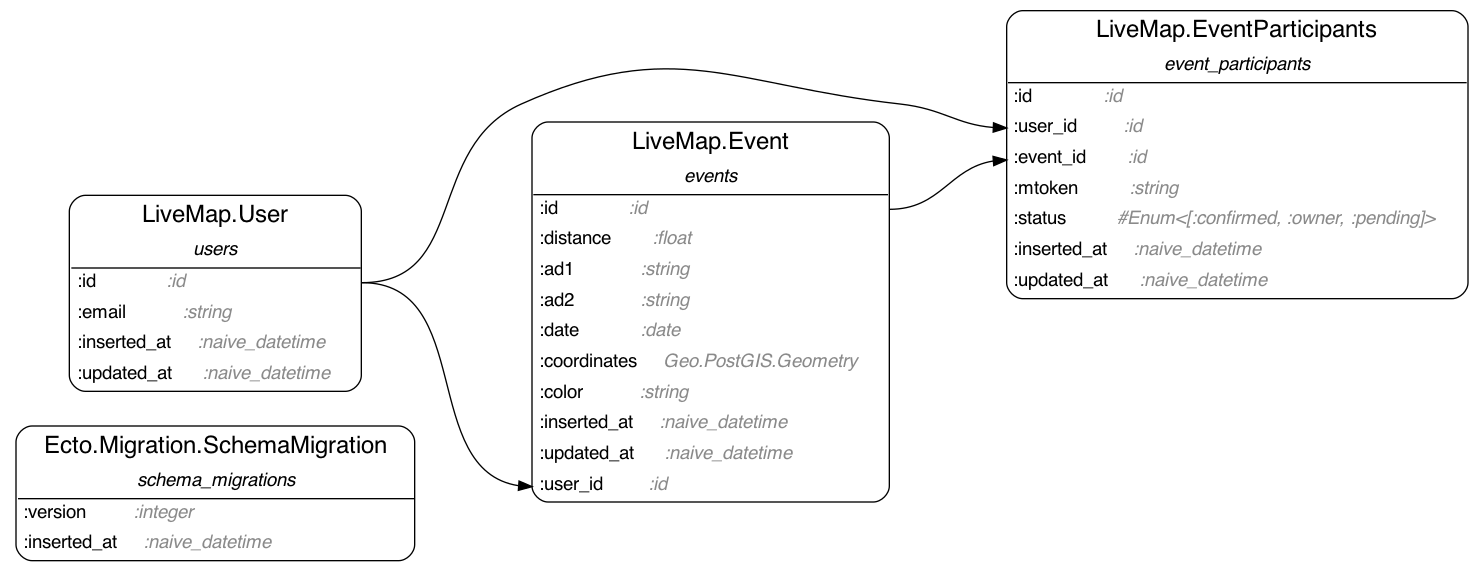 LiveMap.User
users
:id :id
:email :string
:inserted_at :naive_datetime
:updated_at :naive_datetime
Ecto.Migration.SchemaMigration
schema_migrations
:version :integer
:inserted_at :naive_datetime
LiveMap.Event
events
:id :id
:distance :float
:ad1 :string
:ad2 :string
:date :date
:coordinates Geo.PostGIS.Geometry
:color :string
:inserted_at :naive_datetime
:updated_at :naive_datetime
:user_id :id
LiveMap.EventParticipants
event_participants
:id :id
:user_id :id
:event_id :id
:mtoken :string
:status #Enum<[:confirmed, :owner, :pending]>
:inserted_at :naive_datetime
:updated_at :naive_datetime